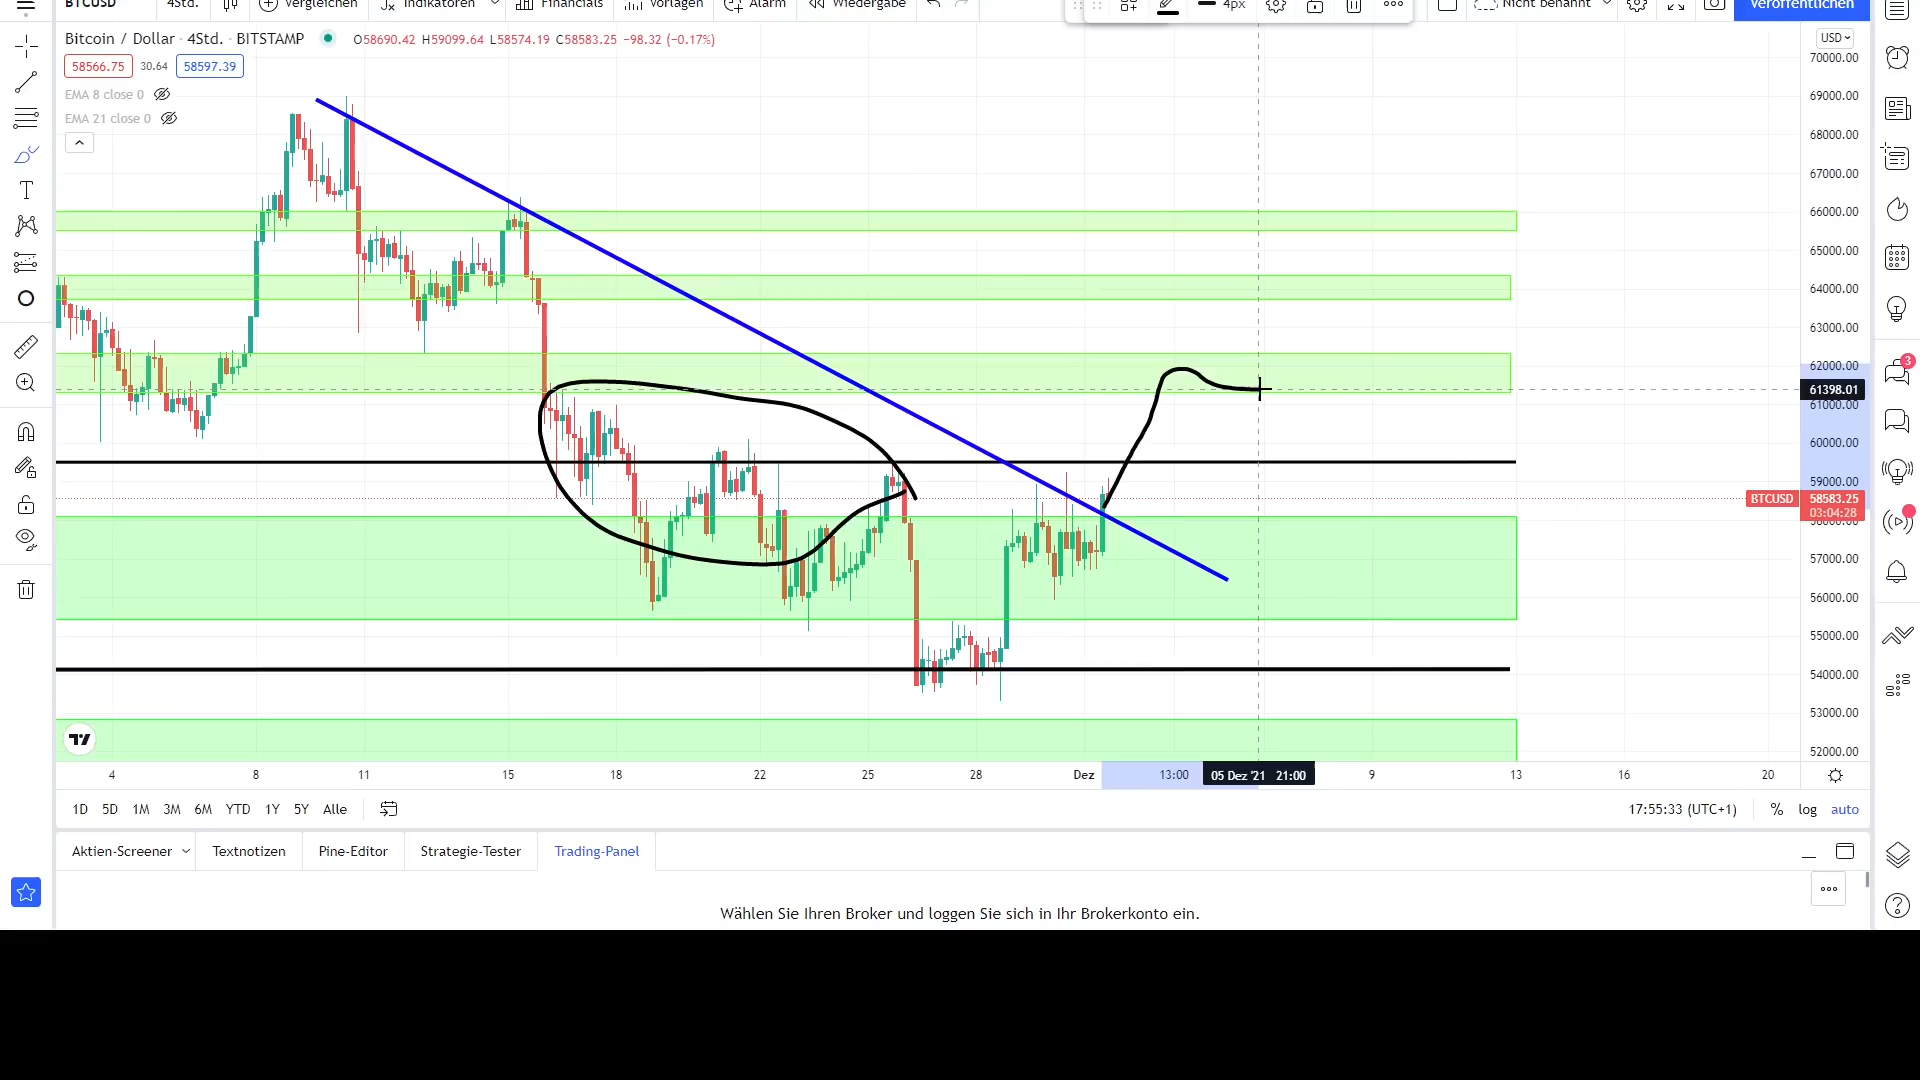 BTCUSD 4Std. Vergleichen Indikatoren Financials Vorlagen Alarm Wiedergabe 4px Nicht benannt Veröffentlichen
Bitcoin / Dollar · 4Std. · BITSTAMP O58690.42 H59099.64 L58574.19 C58583.25 −98.32 (−0.17%)
USD
58566.75 30.64 58597.39
EMA 8 close 0
EMA 21 close 0
70000.00
69000.00
68000.00
67000.00
66000.00
65000.00
64000.00
63000.00
62000.00
61398.01
61000.00
60000.00
59000.00
BTCUSD 58583.25
03:04:28
58000.00
57000.00
56000.00
55000.00
54000.00
53000.00
52000.00
3
4 8 11 15 18 22 25 28 Dez 13:00 05 Dez '21 21:00 9 13 16 20
1D 5D 1M 3M 6M YTD 1Y 5Y Alle 17:55:33 (UTC+1) % log auto
Aktien-Screener Textnotizen Pine-Editor Strategie-Tester Trading-Panel
Wählen Sie Ihren Broker und loggen Sie sich in Ihr Brokerkonto ein.